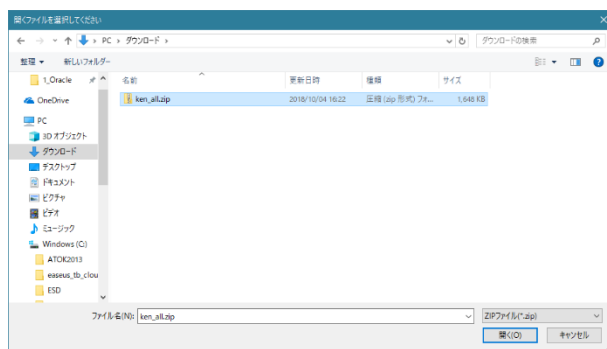 開くファイルを選択してください
PC › ダウンロード ›
ダウンロードの検索
整理 ▾ 新しいフォルダー
1_Oracle
OneDrive
PC
3D オブジェクト
ダウンロード
デスクトップ
ドキュメント
ピクチャ
ビデオ
ミュージック
Windows (C:)
ATOK2013
easeus_tb_clou
ESD
名前 更新日時 種類 サイズ
ken_all.zip 2018/10/04 16:22 圧縮 (zip 形式) フォ... 1,648 KB
ファイル名(N): ken_all.zip ZIPファイル(*.zip)
開く(O) キャンセル